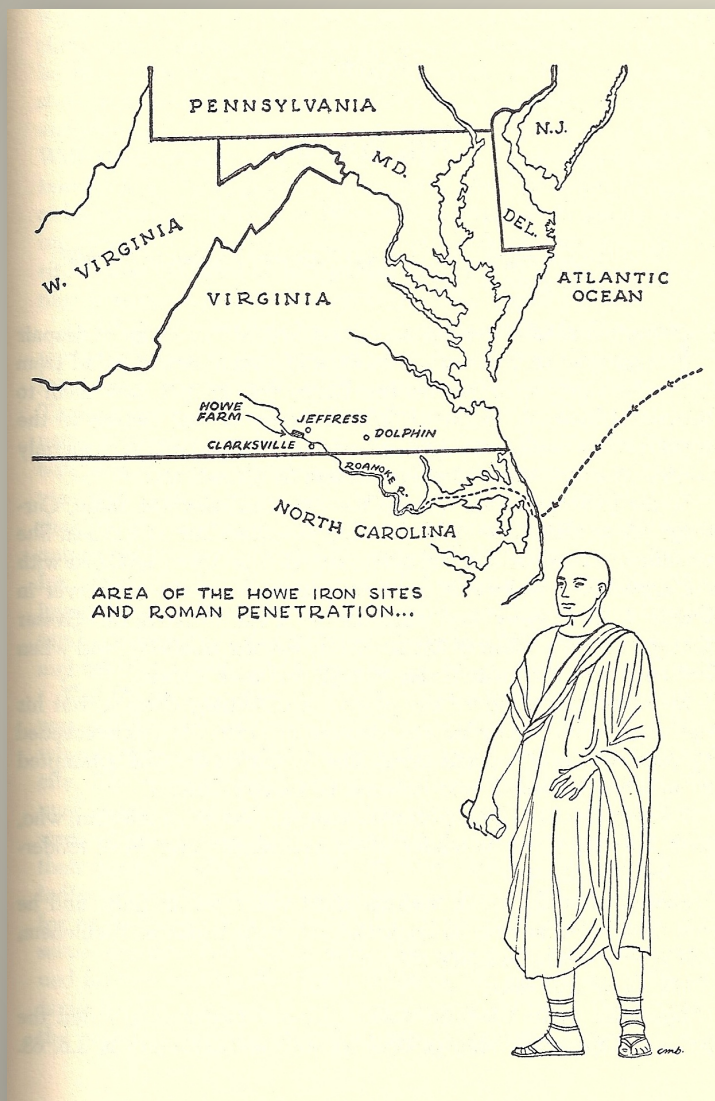 PENNSYLVANIA
N.J.
MD.
DEL.
W. VIRGINIA
VIRGINIA
ATLANTIC
OCEAN
HOWE
FARM
JEFFRESS
DOLPHIN
CLARKSVILLE
ROANOKE R.
NORTH CAROLINA
AREA OF THE HOWE IRON SITES
AND ROMAN PENETRATION...
cmb.